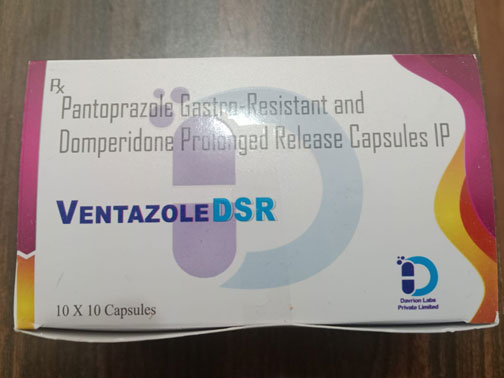 Rx
Pantoprazole Gastro-Resistant and
Domperidone Prolonged Release Capsules IP
VENTAZOLE DSR
10 X 10 Capsules
Davrion Labs
Private Limited